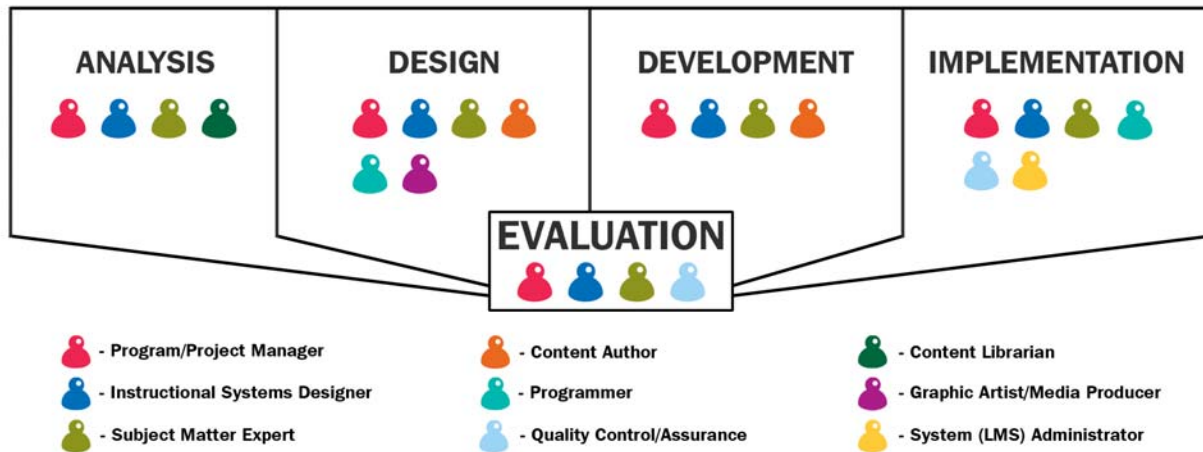 ANALYSIS
DESIGN
DEVELOPMENT
IMPLEMENTATION
EVALUATION
- Program/Project Manager
- Instructional Systems Designer
- Subject Matter Expert
- Content Author
- Programmer
- Quality Control/Assurance
- Content Librarian
- Graphic Artist/Media Producer
- System (LMS) Administrator